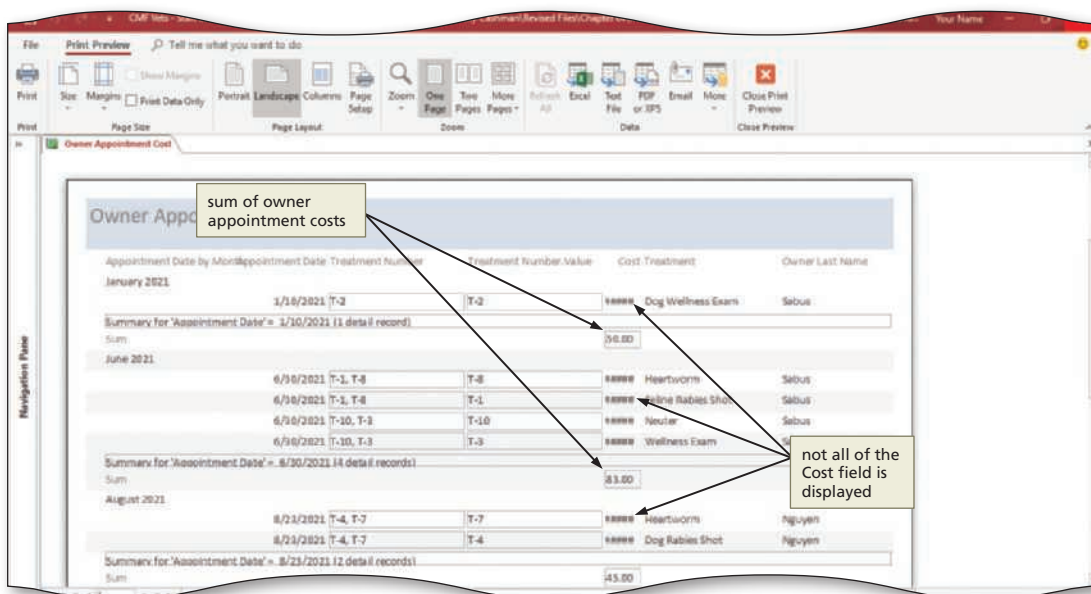 CMF Vets - 
Your Name
File Print Preview Tell me what you want to do
Print Size Margins Show Margins Print Data Only Portrait Landscape Columns Page Setup Zoom One Page Two Pages More Pages Refresh All Excel Text File PDF or XPS Email More Close Print Preview
Print Page Size Page Layout Zoom Data Close Preview
Owner Appointment Cost
Navigation Pane
sum of owner
appointment costs
Owner Appo
Appointment Date by Month Appointment Date Treatment Number Treatment Number.Value Cost Treatment Owner Last Name
January 2021
1/10/2021 T-2 T-2 ##### Dog Wellness Exam Sabus
Summary for 'Appointment Date' = 1/10/2021 (1 detail record)
Sum 50.00
June 2021
6/30/2021 T-1, T-8 T-8 ##### Heartworm Sabus
6/30/2021 T-1, T-8 T-1 ##### Feline Rabies Shot Sabus
6/30/2021 T-10, T-3 T-10 ##### Neuter Sabus
6/30/2021 T-10, T-3 T-3 ##### Wellness Exam
Summary for 'Appointment Date' = 6/30/2021 (4 detail records)
Sum 83.00
not all of the
Cost field is
displayed
August 2021
8/23/2021 T-4, T-7 T-7 ##### Heartworm Nguyen
8/23/2021 T-4, T-7 T-4 ##### Dog Rabies Shot Nguyen
Summary for 'Appointment Date' = 8/23/2021 (2 detail records)
Sum 45.00